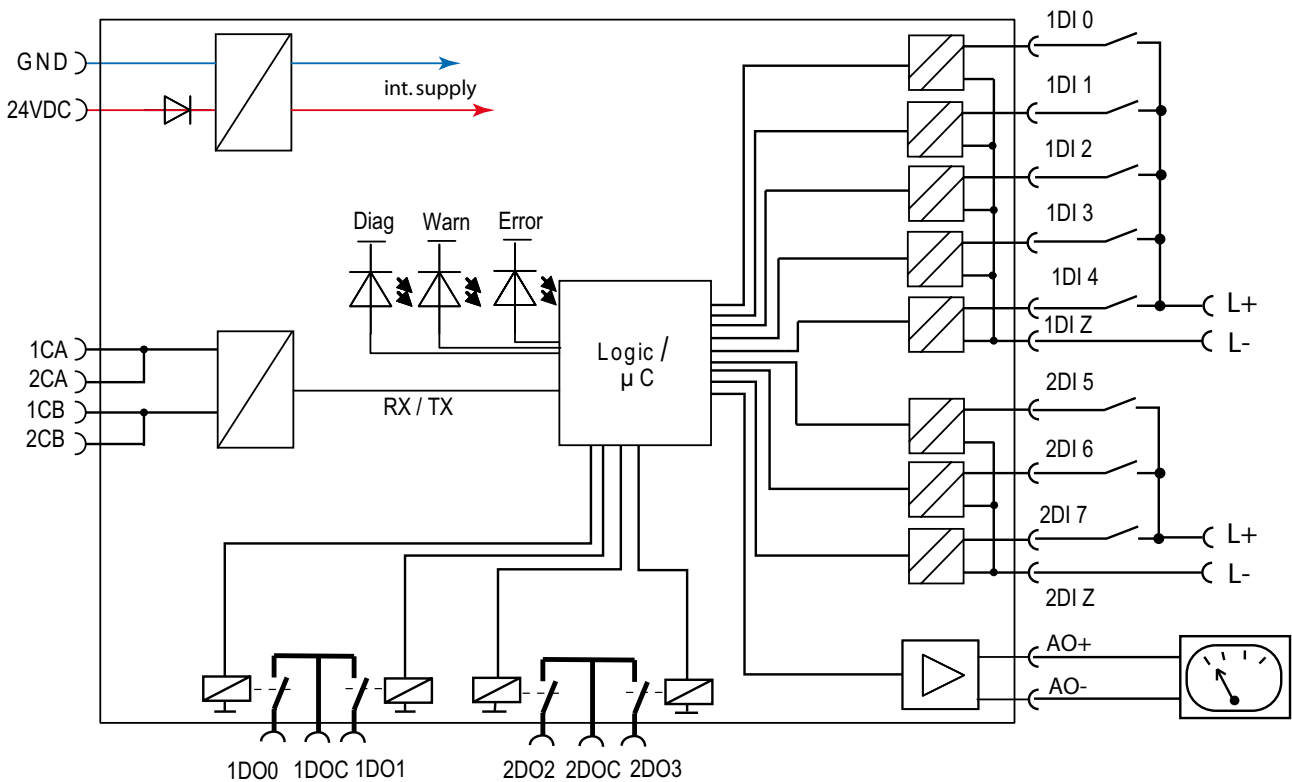 GND
24VDC
int. supply
Diag
Warn
Error
1CA
2CA
1CB
2CB
RX / TX
Logic /
µC
1DI 0
1DI 1
1DI 2
1DI 3
1DI 4
1DI Z
L+
L-
2DI 5
2DI 6
2DI 7
2DI Z
L+
L-
AO+
AO-
1DO0
1DOC
1DO1
2DO2
2DOC
2DO3